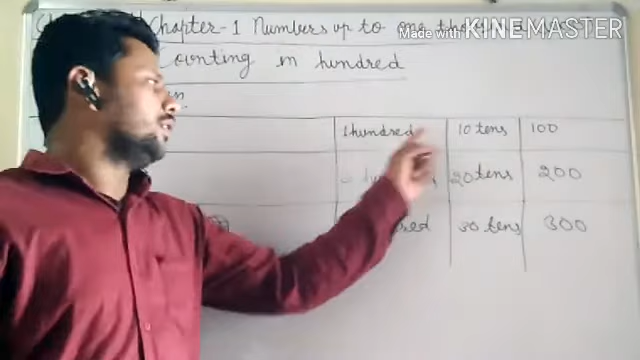 Chapter-1 Numbers up to one
Made with KINEMASTER
ounting in hundred
1hundred 10 tens 100
20 tens 200
30 tens 300